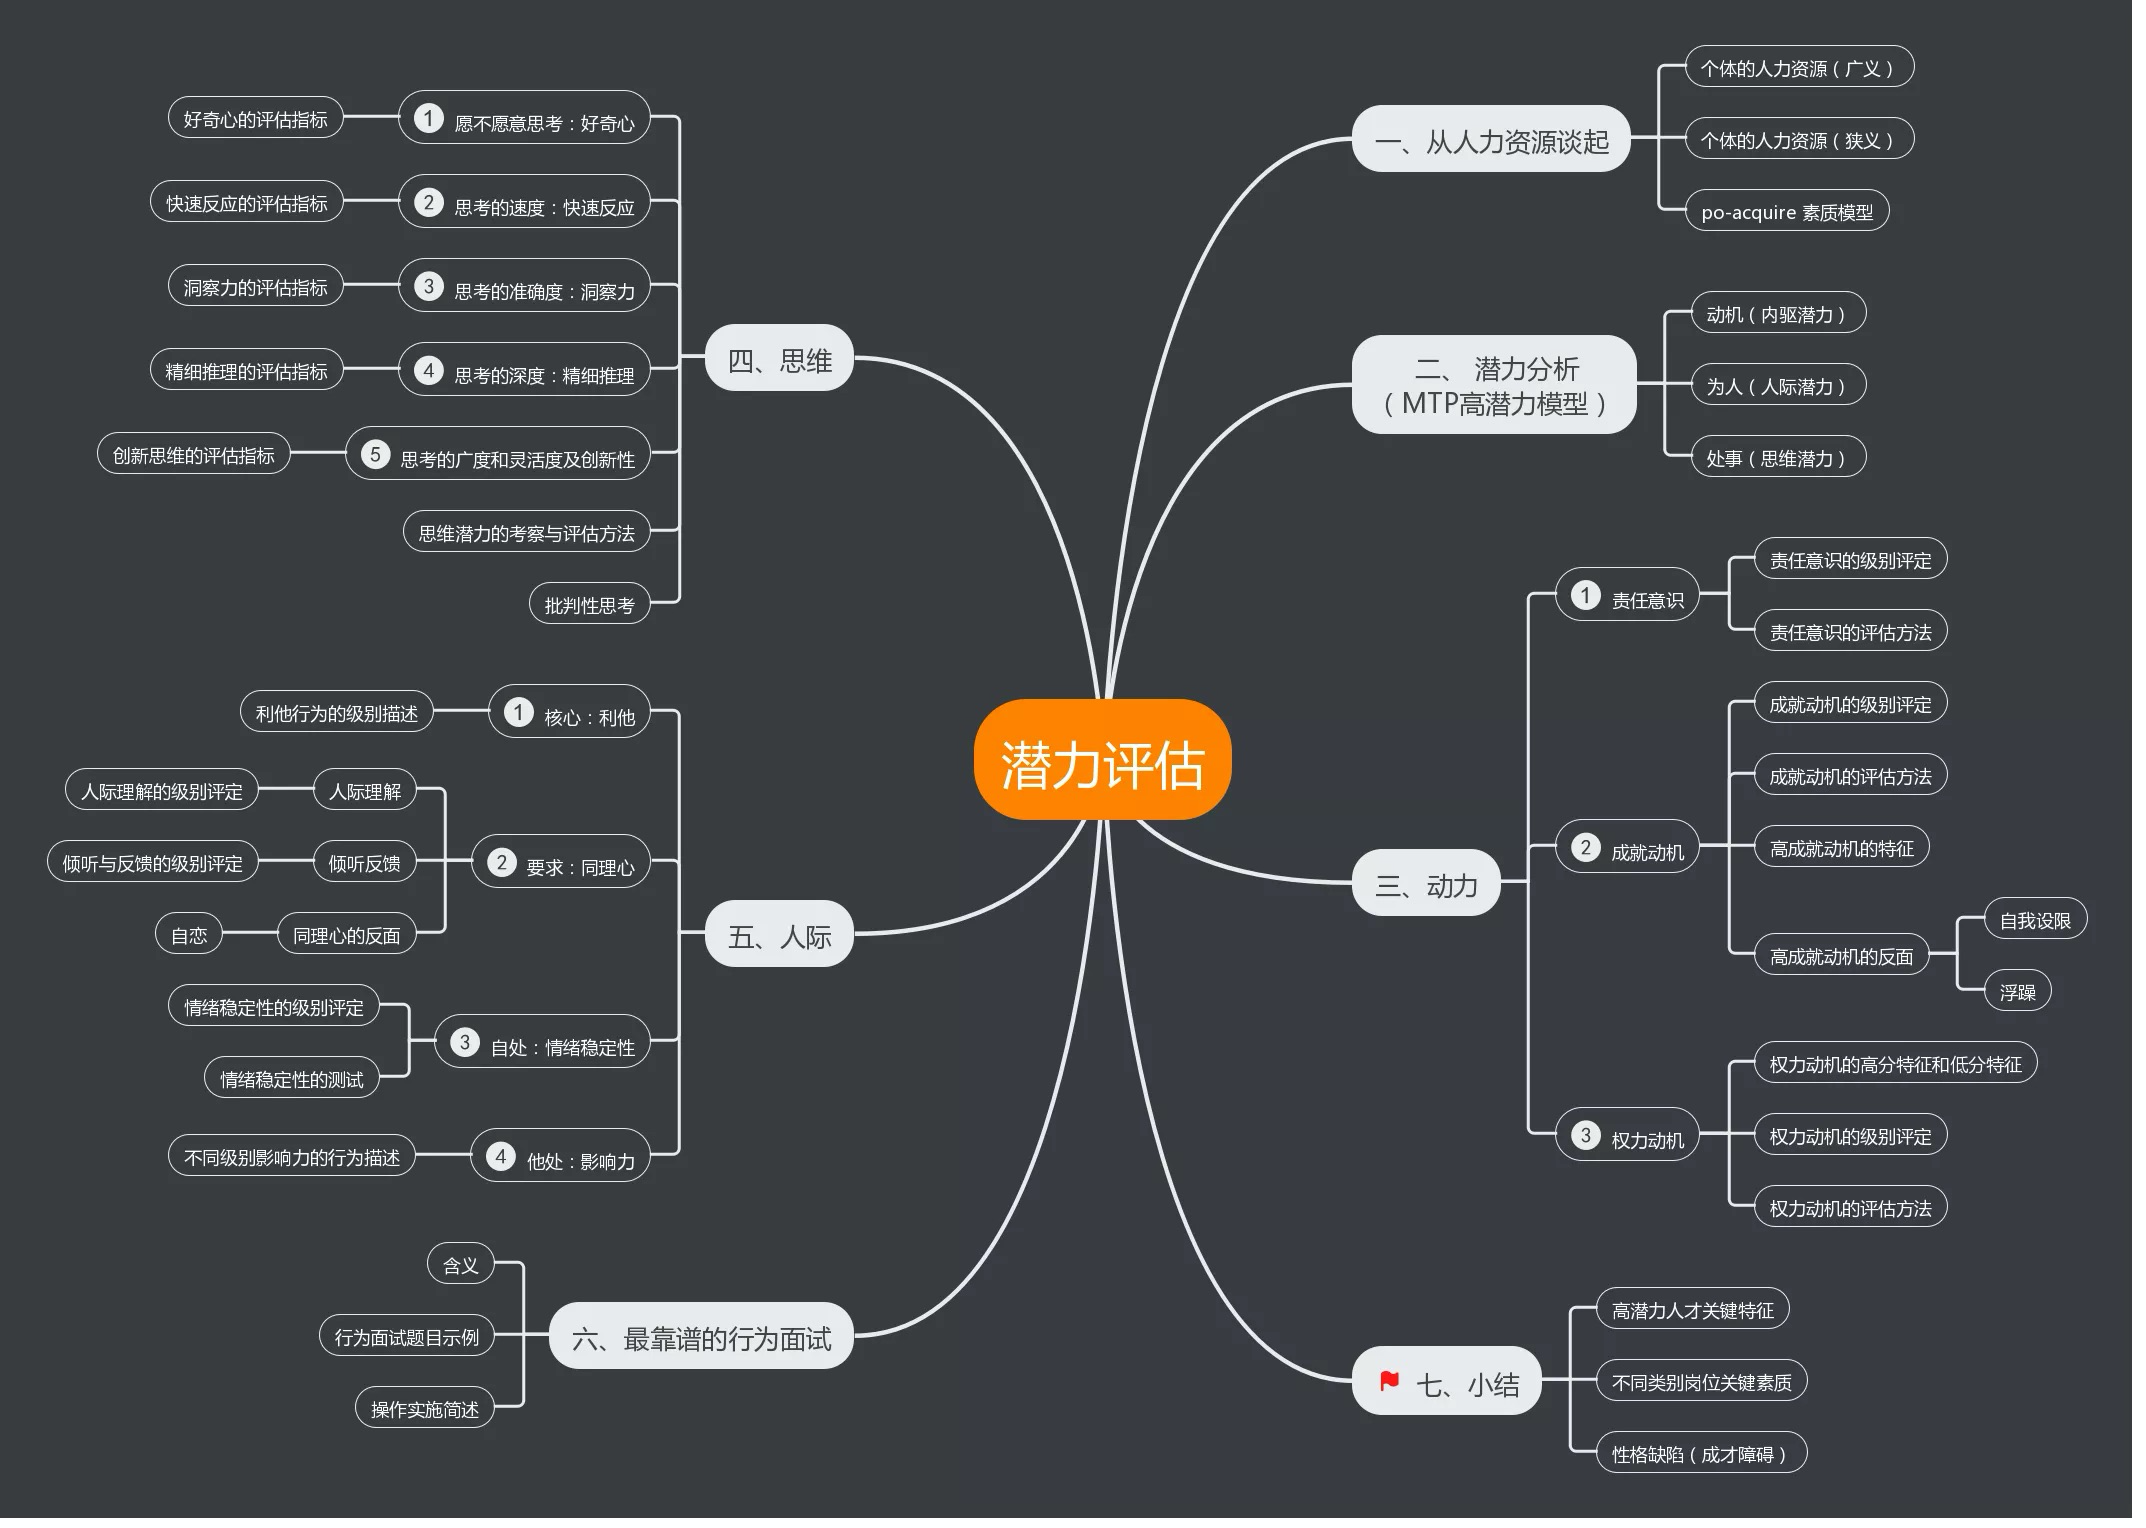 潜力评估
一、从人力资源谈起
个体的人力资源（广义）
个体的人力资源（狭义）
po-acquire 素质模型
二、 潜力分析
（MTP高潜力模型）
动机（内驱潜力）
为人（人际潜力）
处事（思维潜力）
三、动力
1 责任意识
责任意识的级别评定
责任意识的评估方法
2 成就动机
成就动机的级别评定
成就动机的评估方法
高成就动机的特征
高成就动机的反面
自我设限
浮躁
3 权力动机
权力动机的高分特征和低分特征
权力动机的级别评定
权力动机的评估方法
四、思维
1 愿不愿意思考：好奇心
好奇心的评估指标
2 思考的速度：快速反应
快速反应的评估指标
3 思考的准确度：洞察力
洞察力的评估指标
4 思考的深度：精细推理
精细推理的评估指标
5 思考的广度和灵活度及创新性
创新思维的评估指标
思维潜力的考察与评估方法
批判性思考
五、人际
1 核心：利他
利他行为的级别描述
2 要求：同理心
人际理解
人际理解的级别评定
倾听反馈
倾听与反馈的级别评定
同理心的反面
自恋
3 自处：情绪稳定性
情绪稳定性的级别评定
情绪稳定性的测试
4 他处：影响力
不同级别影响力的行为描述
六、最靠谱的行为面试
含义
行为面试题目示例
操作实施简述
七、小结
高潜力人才关键特征
不同类别岗位关键素质
性格缺陷（成才障碍）